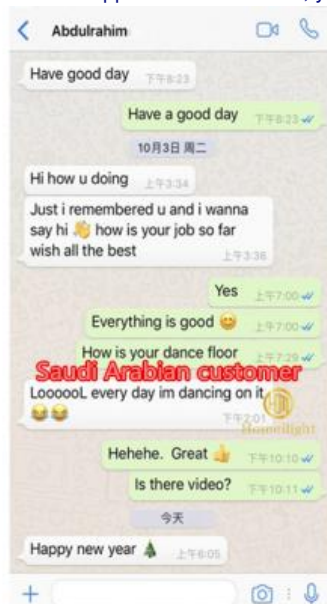 Abdulrahim
Have good day 下午8:23
Have a good day 下午8:23
10月3日 周二
Hi how u doing 上午3:34
Just i remembered u and i wanna
say hi 👋 how is your job so far
wish all the best 上午3:36
Yes 上午7:00
Everything is good 😄 上午7:00
How is your dance floor 上午7:29
Saudi Arabian customer
LoooooL every day im dancing on it
😂😂 下午2:01
Homeilight
Hehehe. Great 👍 下午10:10
Is there video? 下午10:11
今天
Happy new year 🎄 上午6:05